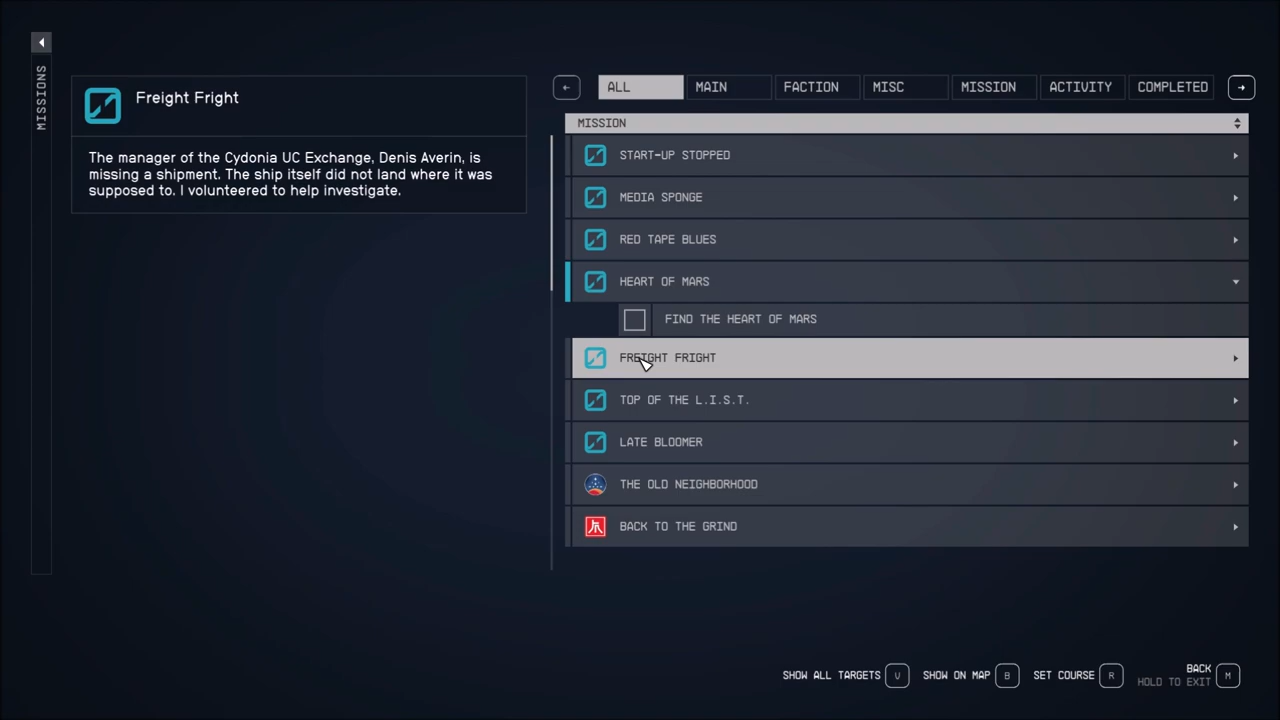 MISSIONS
Freight Fright
The manager of the Cydonia UC Exchange, Denis Averin, is
missing a shipment. The ship itself did not land where it was
supposed to. I volunteered to help investigate.
ALL MAIN FACTION MISC MISSION ACTIVITY COMPLETED
MISSION
START-UP STOPPED
MEDIA SPONGE
RED TAPE BLUES
HEART OF MARS
FIND THE HEART OF MARS
FREIGHT FRIGHT
TOP OF THE L.I.S.T.
LATE BLOOMER
THE OLD NEIGHBORHOOD
BACK TO THE GRIND
SHOW ALL TARGETS V SHOW ON MAP B SET COURSE R BACK M
HOLD TO EXIT